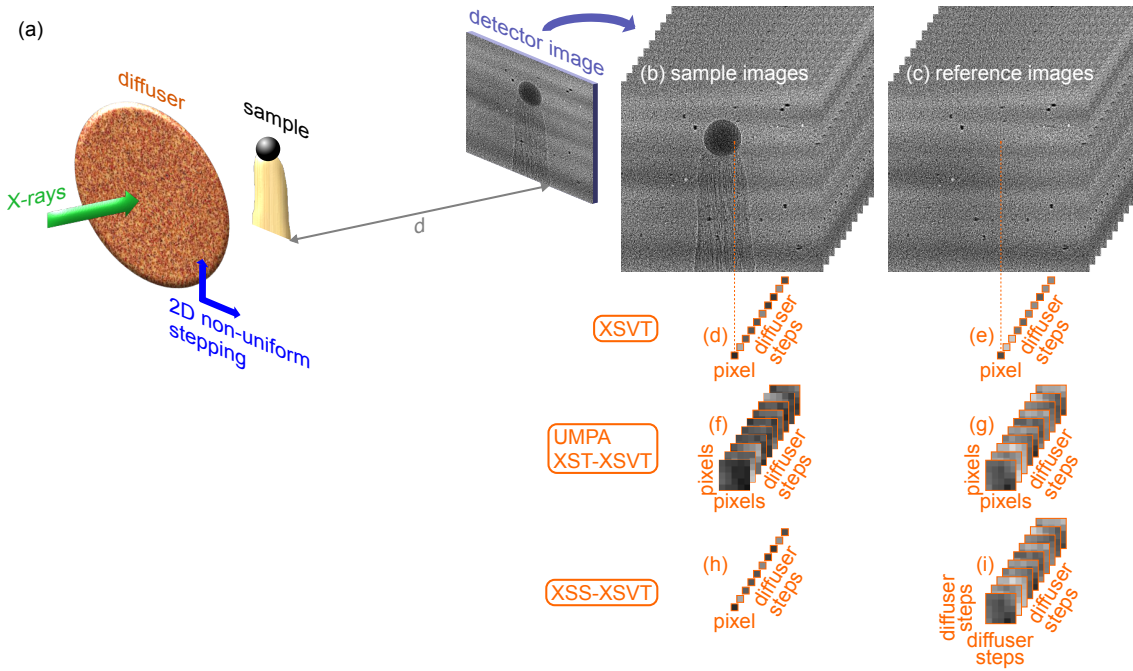 (a)
diffuser
sample
X-rays
d
2D non-uniform
stepping
detector image
(b) sample images
(c) reference images
XSVT
(d)
diffuser
steps
pixel
(e)
diffuser
steps
pixel
UMPA
XST-XSVT
(f)
pixels
diffuser
steps
pixels
(g)
pixels
diffuser
steps
pixels
XSS-XSVT
(h)
diffuser
steps
pixel
(i)
diffuser
steps
diffuser
steps
diffuser
steps